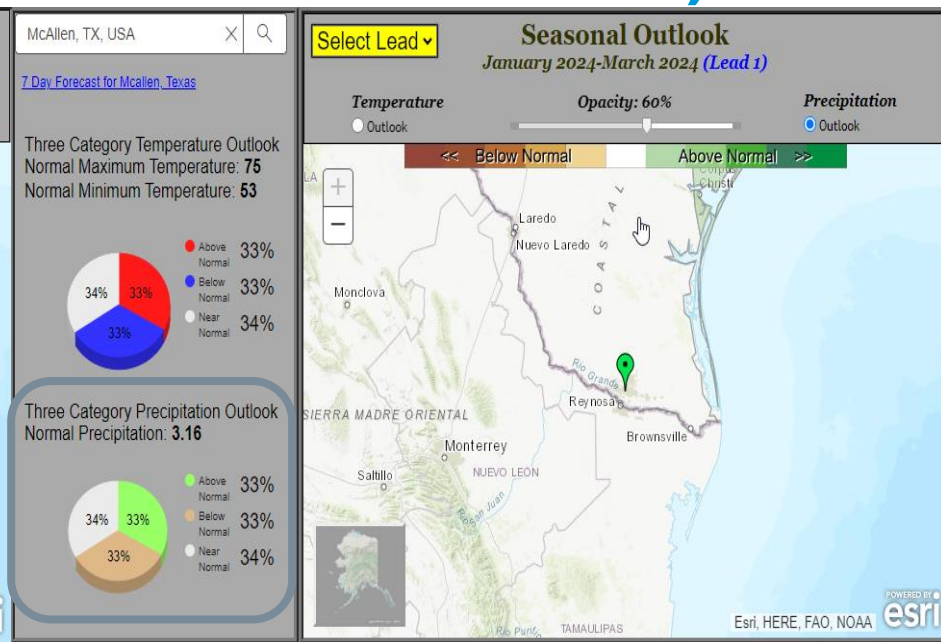 McAllen, TX, USA
7 Day Forecast for Mcallen, Texas
Three Category Temperature Outlook
Normal Maximum Temperature: 75
Normal Minimum Temperature: 53
34%
33%
33%
Above Normal 33%
Below Normal 33%
Near Normal 34%
Three Category Precipitation Outlook
Normal Precipitation: 3.16
34%
33%
33%
Above Normal 33%
Below Normal 33%
Near Normal 34%
Select Lead
Seasonal Outlook
January 2024-March 2024 (Lead 1)
Temperature
Opacity: 60%
Precipitation
Outlook
Outlook
<< Below Normal
Above Normal >>
LA
+
−
Corpus
Christi
Laredo
Nuevo Laredo
COASTAL
Monclova
Rio Grande
Reynosa
SIERRA MADRE ORIENTAL
Brownsville
Monterrey
Saltillo
NUEVO LEÓN
San Juan
TAMAULIPAS
Esri, HERE, FAO, NOAA
POWERED BY
esri